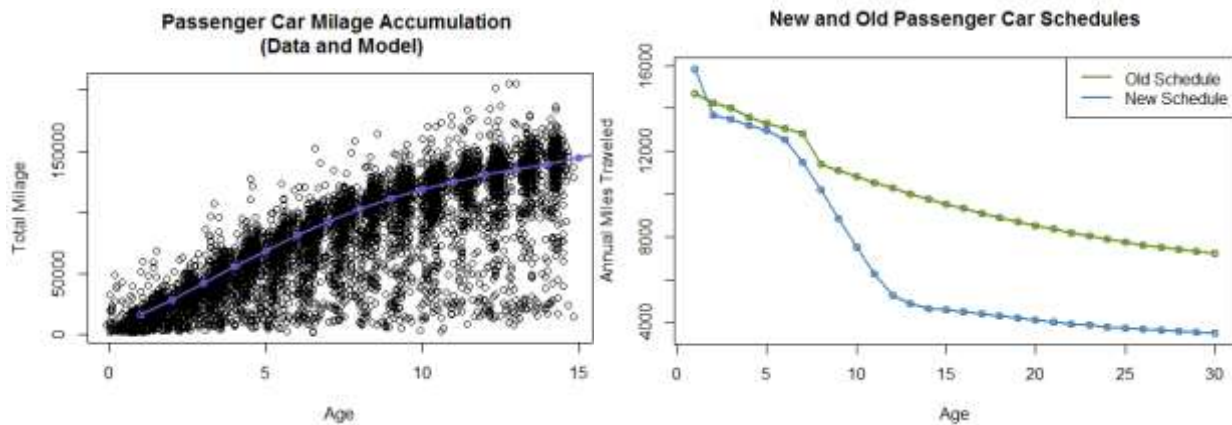 Passenger Car Milage Accumulation
(Data and Model)
Total Milage
150000
50000
0
0 5 10 15
Age
New and Old Passenger Car Schedules
Annual Miles Traveled
16000
12000
8000
4000
Old Schedule
New Schedule
0 5 10 15 20 25 30
Age